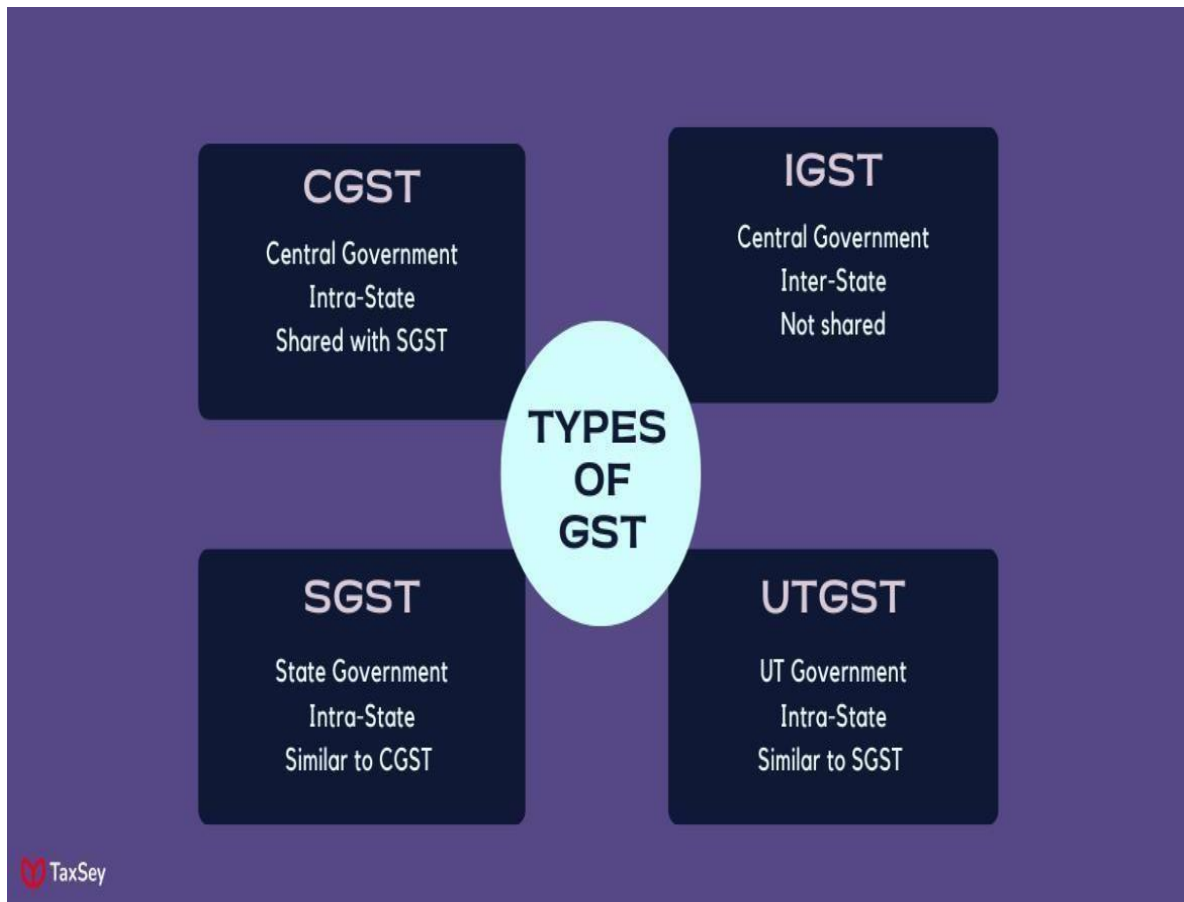 CGST
Central Government
Intra-State
Shared with SGST
IGST
Central Government
Inter-State
Not shared
TYPES
OF
GST
SGST
State Government
Intra-State
Similar to CGST
UTGST
UT Government
Intra-State
Similar to SGST
TaxSey